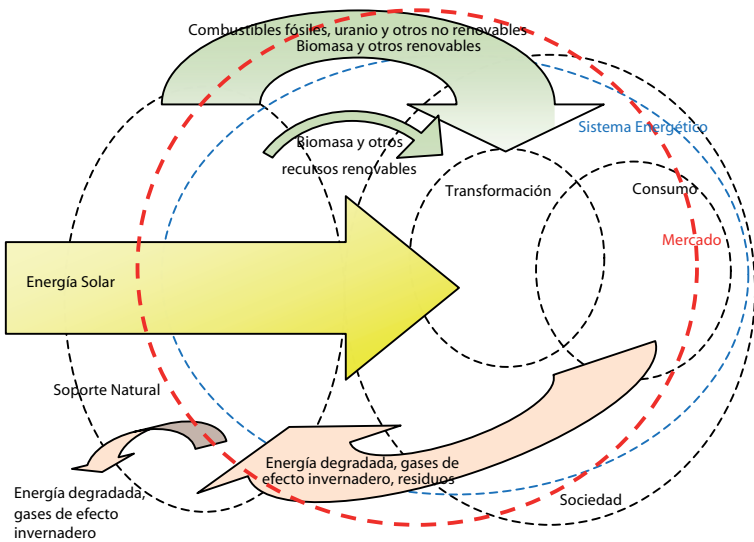 Combustibles fósiles, uranio y otros no renovables
Biomasa y otros renovables
Sistema Energético
Biomasa y otros
recursos renovables
Transformación
Consumo
Mercado
Energía Solar
Soporte Natural
Energía degradada, gases de
efecto invernadero, residuos
Energía degradada,
gases de efecto
invernadero
Sociedad